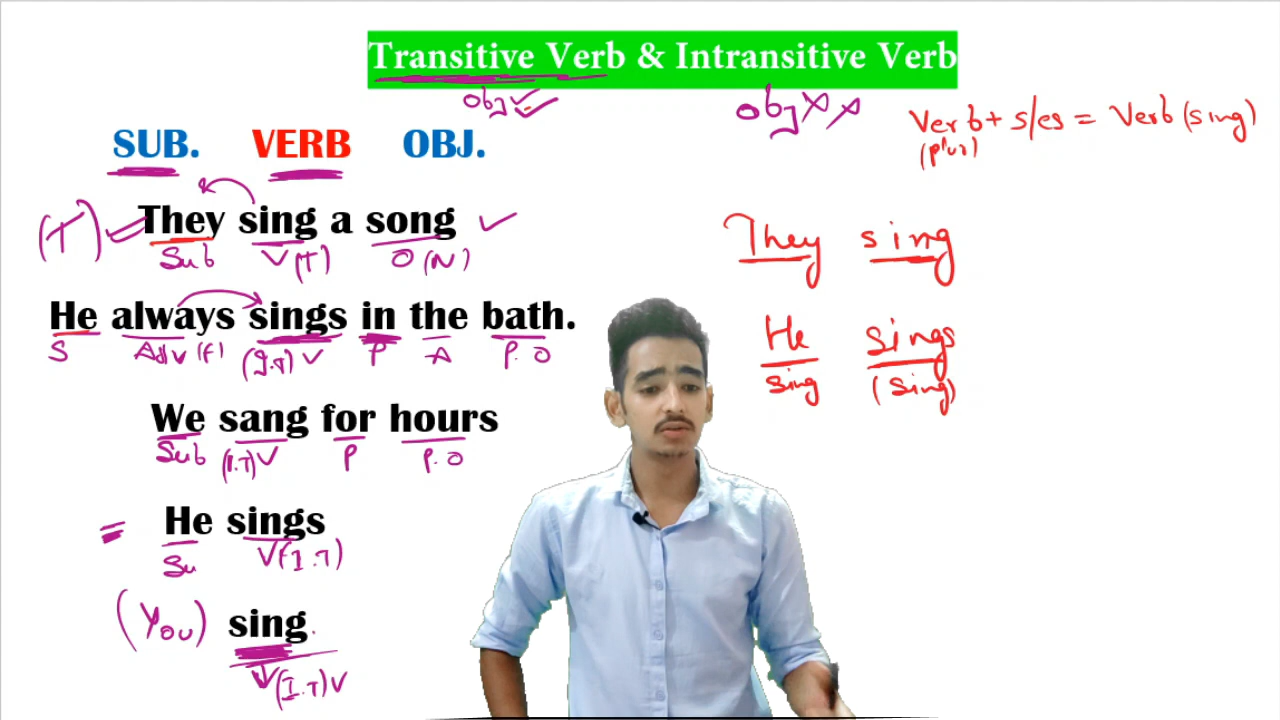 Transitive Verb & Intransitive Verb
Obj ✓✓
obj x x
Verb + s/es = Verb (sing)
(plur)
SUB. VERB OBJ.
(T) They sing a song ✓
Sub V(T) O (N)
They sing
He always sings in the bath.
S Adv (f) (I.T) V P A P.O
He sings
sing (sing)
We sang for hours
Sub (I.T) V P P.O
= He sings
Su V(I.T)
(You) sing
V(I.T) V